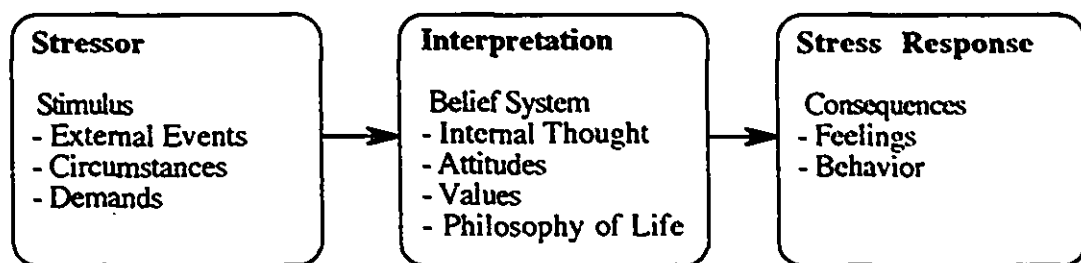 Stressor
Stimulus
- External Events
- Circumstances
- Demands
Interpretation
Belief System
- Internal Thought
- Attitudes
- Values
- Philosophy of Life
Stress Response
Consequences
- Feelings
- Behavior